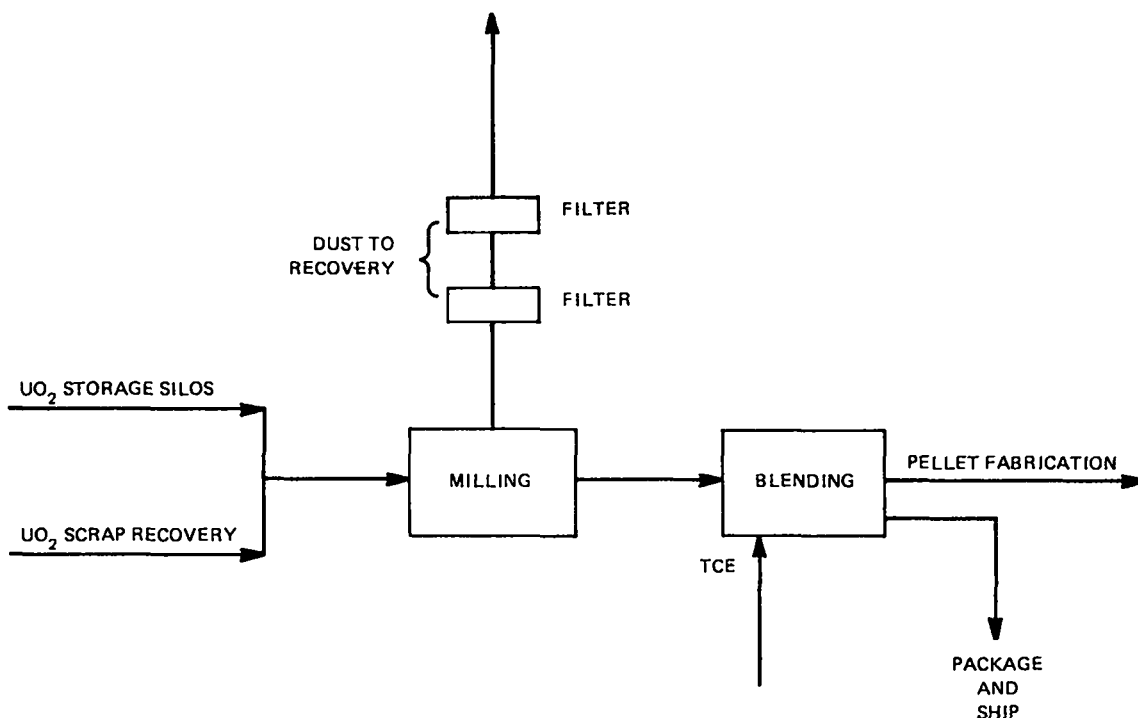 FILTER
DUST TO
RECOVERY
FILTER
UO2 STORAGE SILOS
MILLING
BLENDING
PELLET FABRICATION
UO2 SCRAP RECOVERY
TCE
PACKAGE
AND
SHIP